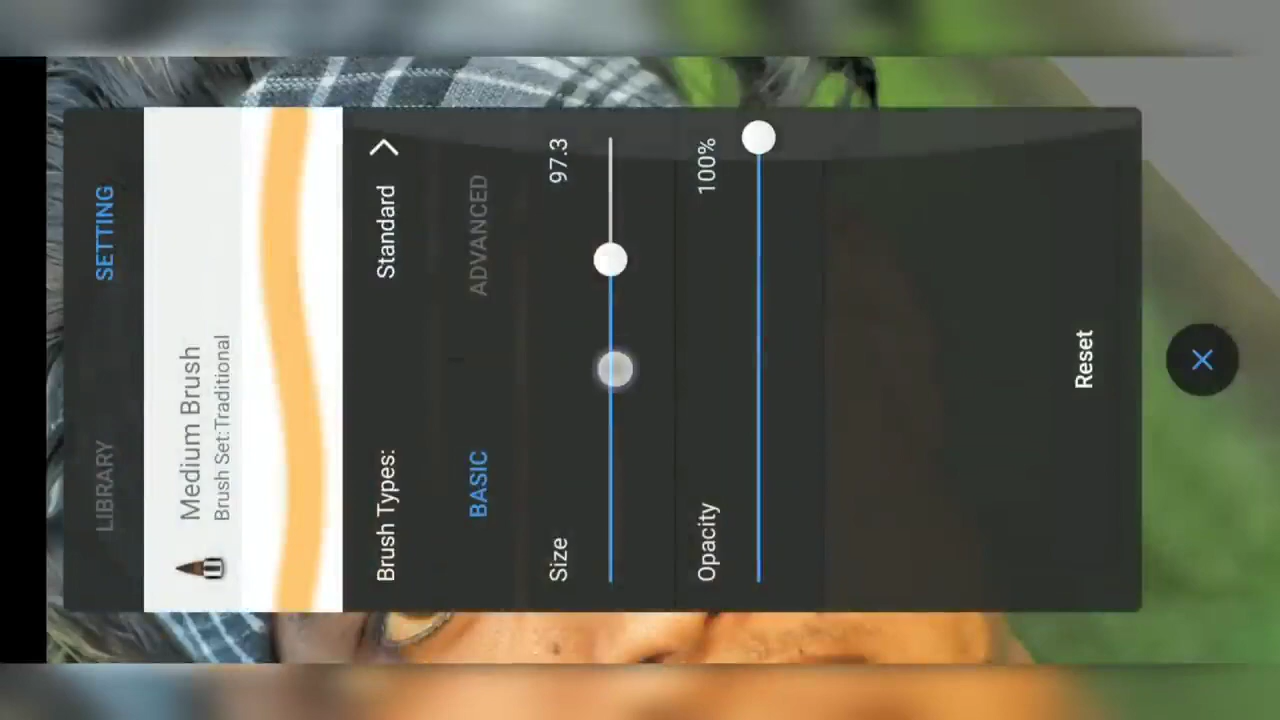 LIBRARY SETTING
Medium Brush
Brush Set:Traditional
Brush Types: Standard
BASIC ADVANCED
Size 97.3
Opacity 100%
Reset